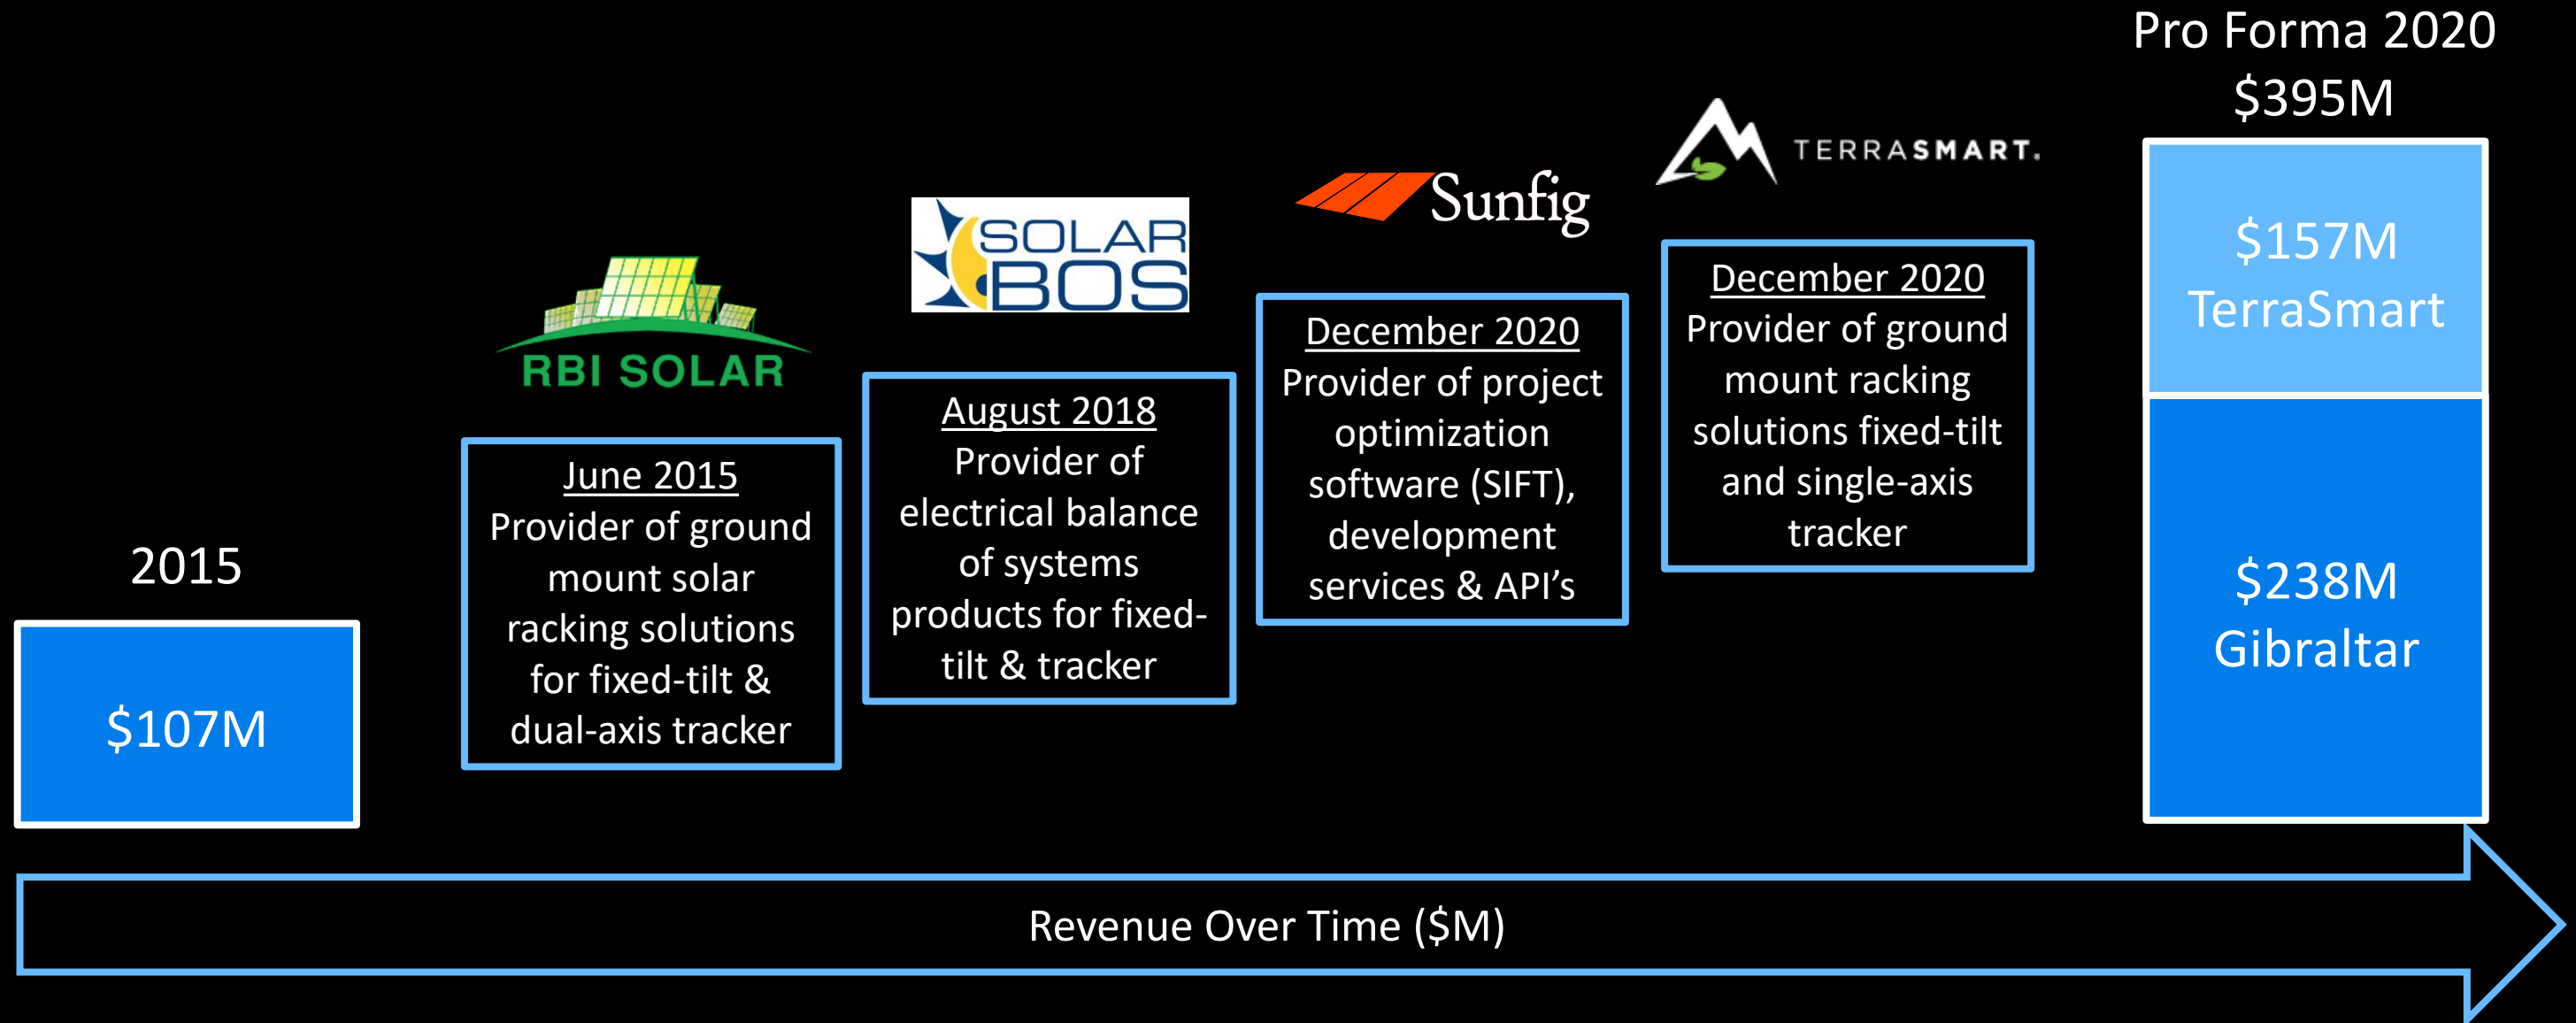 2015
$107M
RBI SOLAR
June 2015
Provider of ground
mount solar
racking solutions
for fixed-tilt &
dual-axis tracker
SOLAR
BOS
August 2018
Provider of
electrical balance
of systems
products for fixed-
tilt & tracker
Sunfig
December 2020
Provider of project
optimization
software (SIFT),
development
services & API’s
TERRASMART.
December 2020
Provider of ground
mount racking
solutions fixed-tilt
and single-axis
tracker
Pro Forma 2020
$395M
$157M
TerraSmart
$238M
Gibraltar
Revenue Over Time ($M)